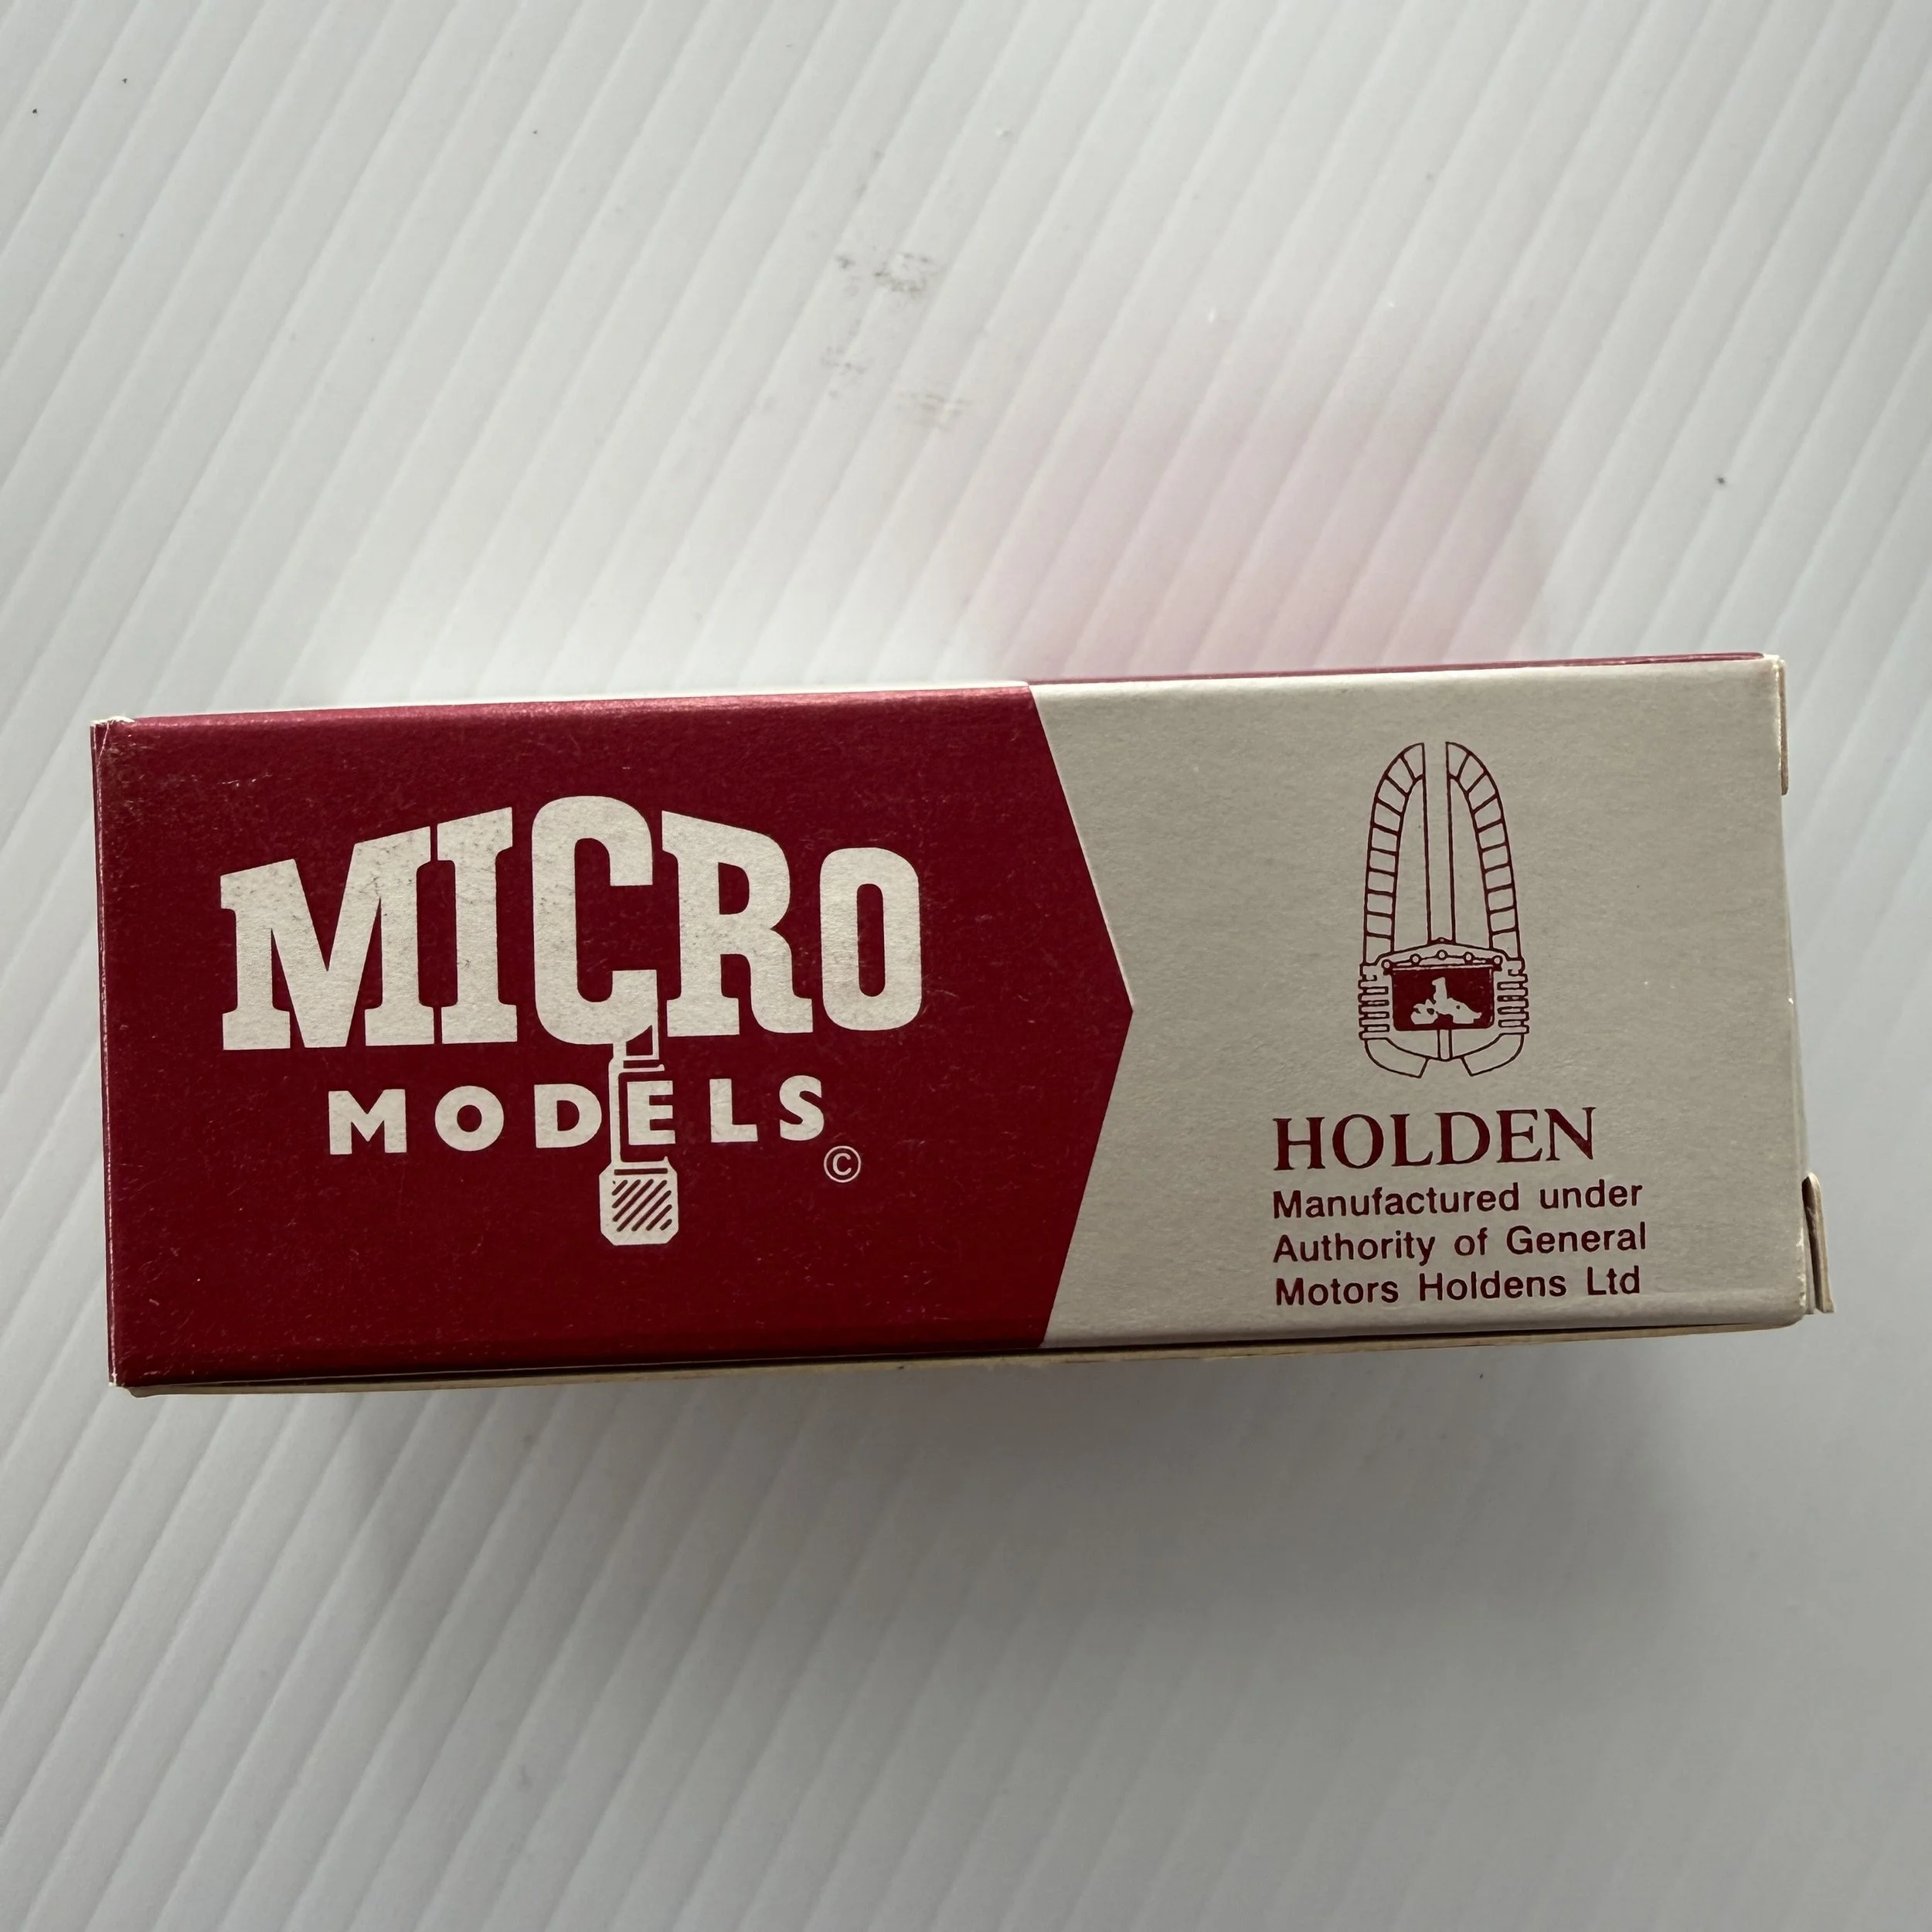 MICRO
MODELS
©
HOLDEN
Manufactured under
Authority of General
Motors Holdens Ltd